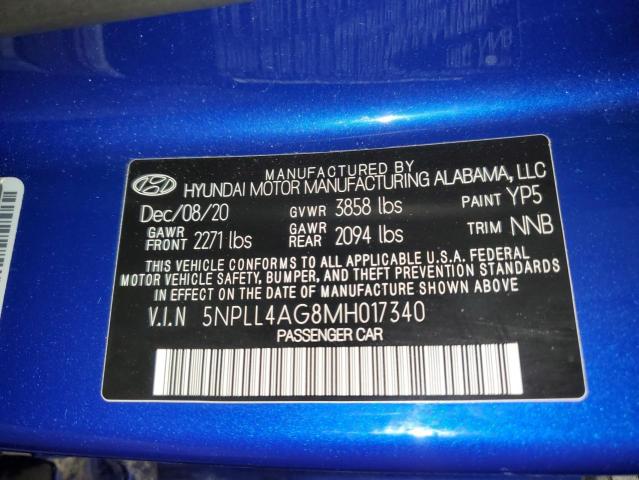 MANUFACTURED BY
HYUNDAI MOTOR MANUFACTURING ALABAMA, LLC
Dec/08/20 GVWR 3858 lbs PAINT YP5
GAWR FRONT 2271 lbs GAWR REAR 2094 lbs TRIM NNB
THIS VEHICLE CONFORMS TO ALL APPLICABLE U.S.A. FEDERAL
MOTOR VEHICLE SAFETY, BUMPER, AND THEFT PREVENTION STANDARDS
IN EFFECT ON THE DATE OF MANUFACTURE SHOWN ABOVE
V.I.N 5NPLL4AG8MH017340
PASSENGER CAR